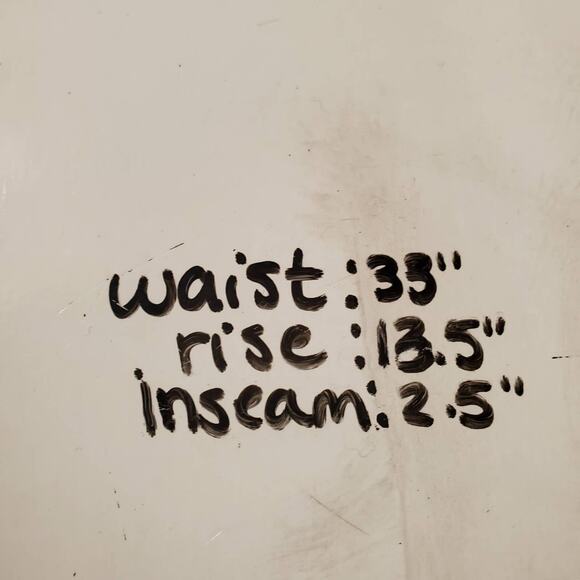 waist: 33"
rise: 13.5"
inseam: 2.5"